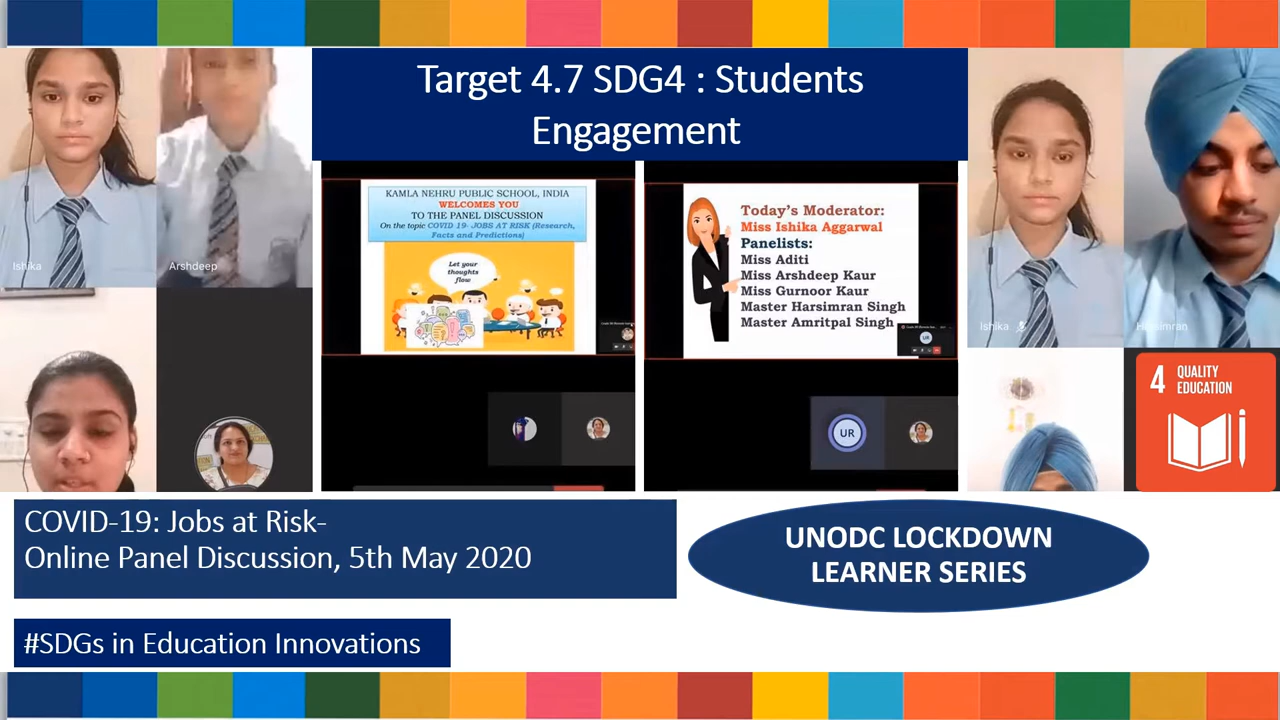 Target 4.7 SDG4 : Students
Engagement
Ishika
Arshdeep
KAMLA NEHRU PUBLIC SCHOOL, INDIA
WELCOMES YOU
TO THE PANEL DISCUSSION
On the topic COVID 19- JOBS AT RISK (Research,
Facts and Predictions)
Let your
thoughts
flow
Today's Moderator:
Miss Ishika Aggarwal
Panelists:
Miss Aditi
Miss Arshdeep Kaur
Miss Gurnoor Kaur
Master Harsimran Singh
Master Amritpal Singh
UR
UR
Ishika
Harsimran
4 QUALITY
EDUCATION
COVID-19: Jobs at Risk-
Online Panel Discussion, 5th May 2020
UNODC LOCKDOWN
LEARNER SERIES
#SDGs in Education Innovations